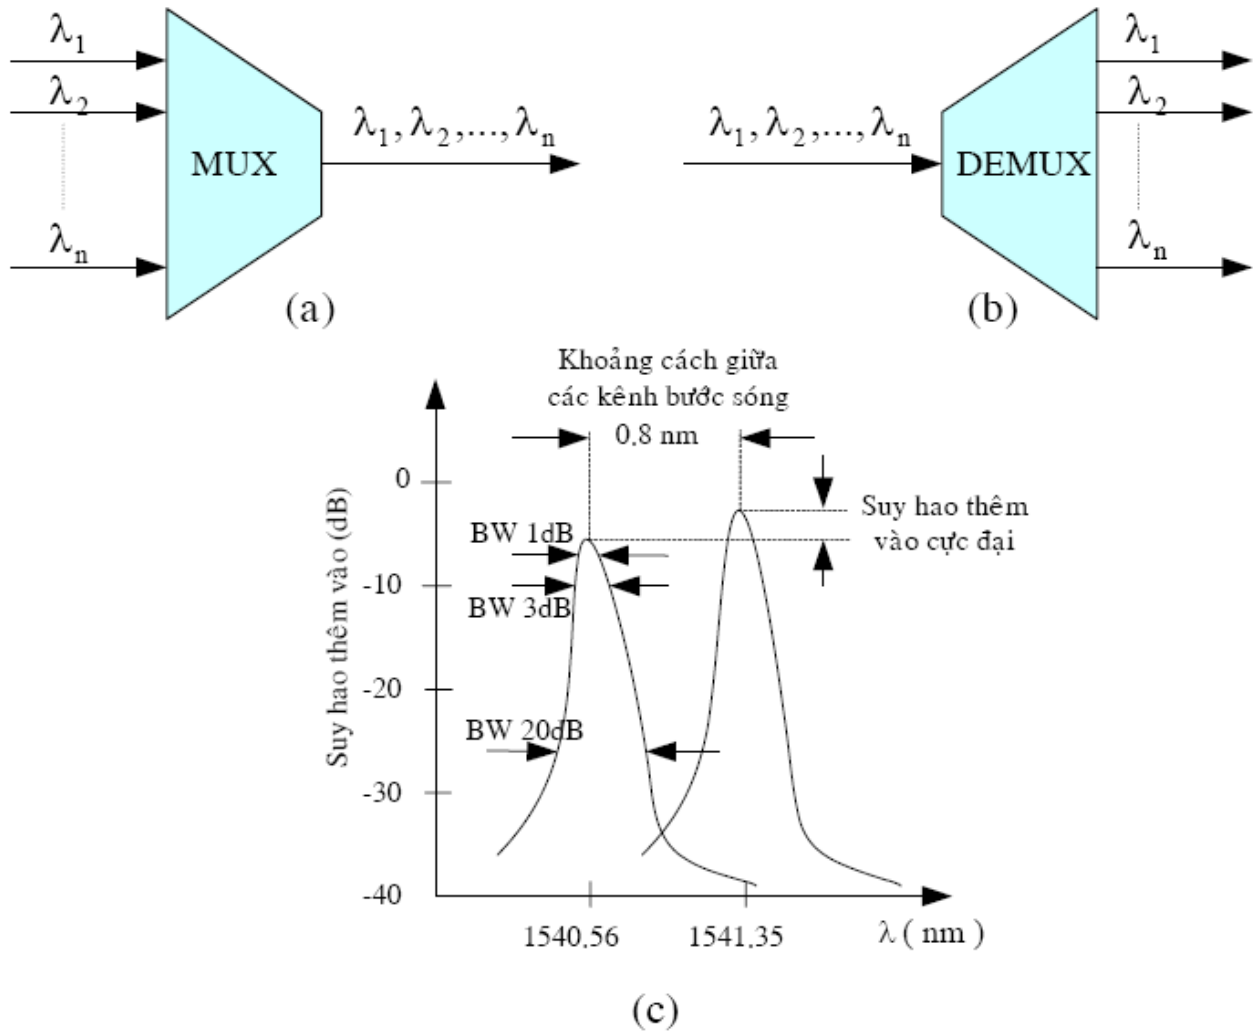 λ1
λ2
λn
MUX
λ1, λ2,..., λn
(a)
λ1, λ2,..., λn
DEMUX
λ1
λ2
λn
(b)
Khoảng cách giữa
các kênh bước sóng
0,8 nm
Suy hao thêm vào (dB)
0
-10
-20
-30
-40
BW 1dB
BW 3dB
BW 20dB
Suy hao thêm
vào cực đại
1540,56
1541,35
λ ( nm )
(c)